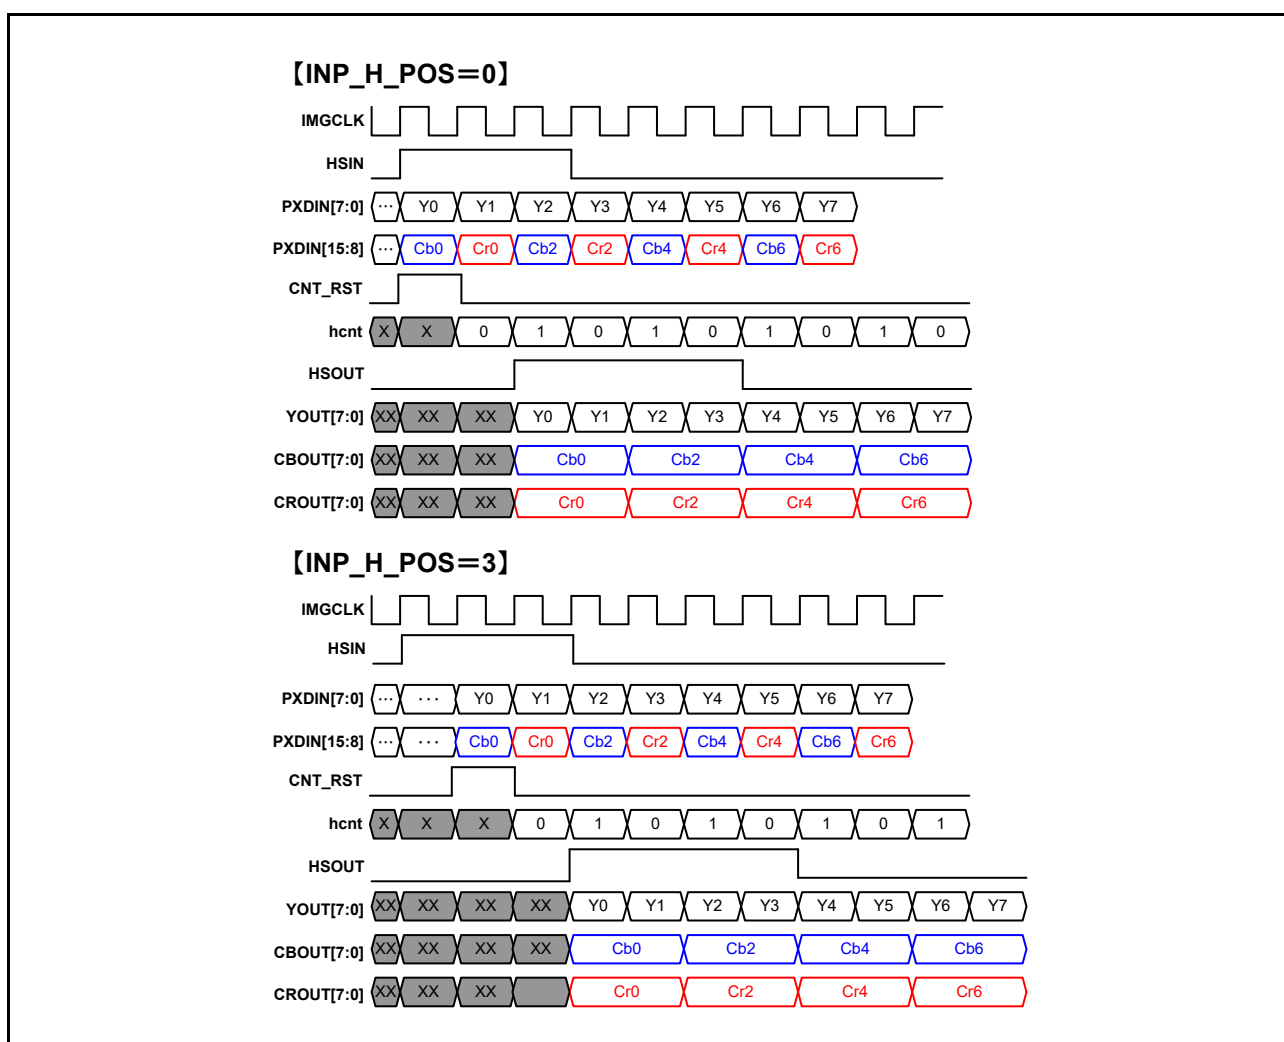 【INP_H_POS＝0】
IMGCLK
HSIN
PXDIN[7:0] ··· Y0 Y1 Y2 Y3 Y4 Y5 Y6 Y7
PXDIN[15:8] ··· Cb0 Cr0 Cb2 Cr2 Cb4 Cr4 Cb6 Cr6
CNT_RST
hcnt X X 0 1 0 1 0 1 0 1 0
HSOUT
YOUT[7:0] XX XX XX Y0 Y1 Y2 Y3 Y4 Y5 Y6 Y7
CBOUT[7:0] XX XX XX Cb0 Cb2 Cb4 Cb6
CROUT[7:0] XX XX XX Cr0 Cr2 Cr4 Cr6
【INP_H_POS＝3】
IMGCLK
HSIN
PXDIN[7:0] ··· ··· Y0 Y1 Y2 Y3 Y4 Y5 Y6 Y7
PXDIN[15:8] ··· ··· Cb0 Cr0 Cb2 Cr2 Cb4 Cr4 Cb6 Cr6
CNT_RST
hcnt X X X 0 1 0 1 0 1 0 1
HSOUT
YOUT[7:0] XX XX XX XX Y0 Y1 Y2 Y3 Y4 Y5 Y6 Y7
CBOUT[7:0] XX XX XX XX Cb0 Cb2 Cb4 Cb6
CROUT[7:0] XX XX XX Cr0 Cr2 Cr4 Cr6